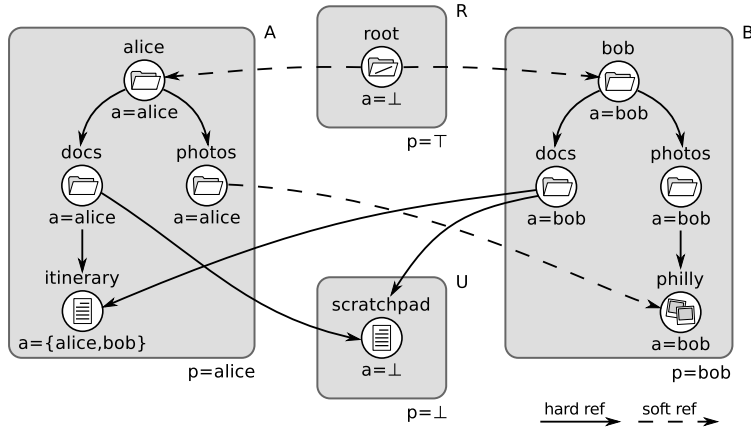 A
alice
a=alice
docs
a=alice
photos
a=alice
itinerary
a={alice,bob}
p=alice
R
root
a=⊥
p=⊤
U
scratchpad
a=⊥
p=⊥
B
bob
a=bob
docs
a=bob
photos
a=bob
philly
a=bob
p=bob
hard ref
soft ref